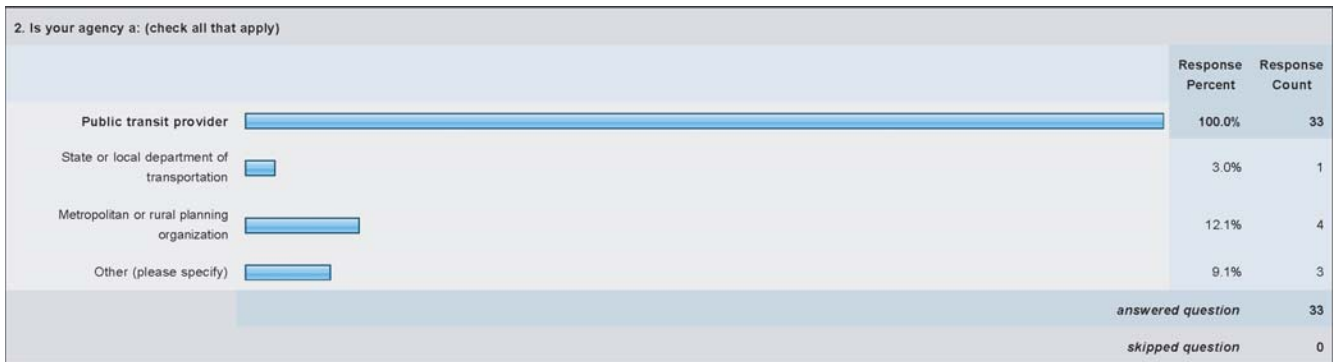 2. Is your agency a: (check all that apply)
Response Response
Percent Count
Public transit provider 100.0% 33
State or local department of
transportation 3.0% 1
Metropolitan or rural planning
organization 12.1% 4
Other (please specify) 9.1% 3
answered question 33
skipped question 0